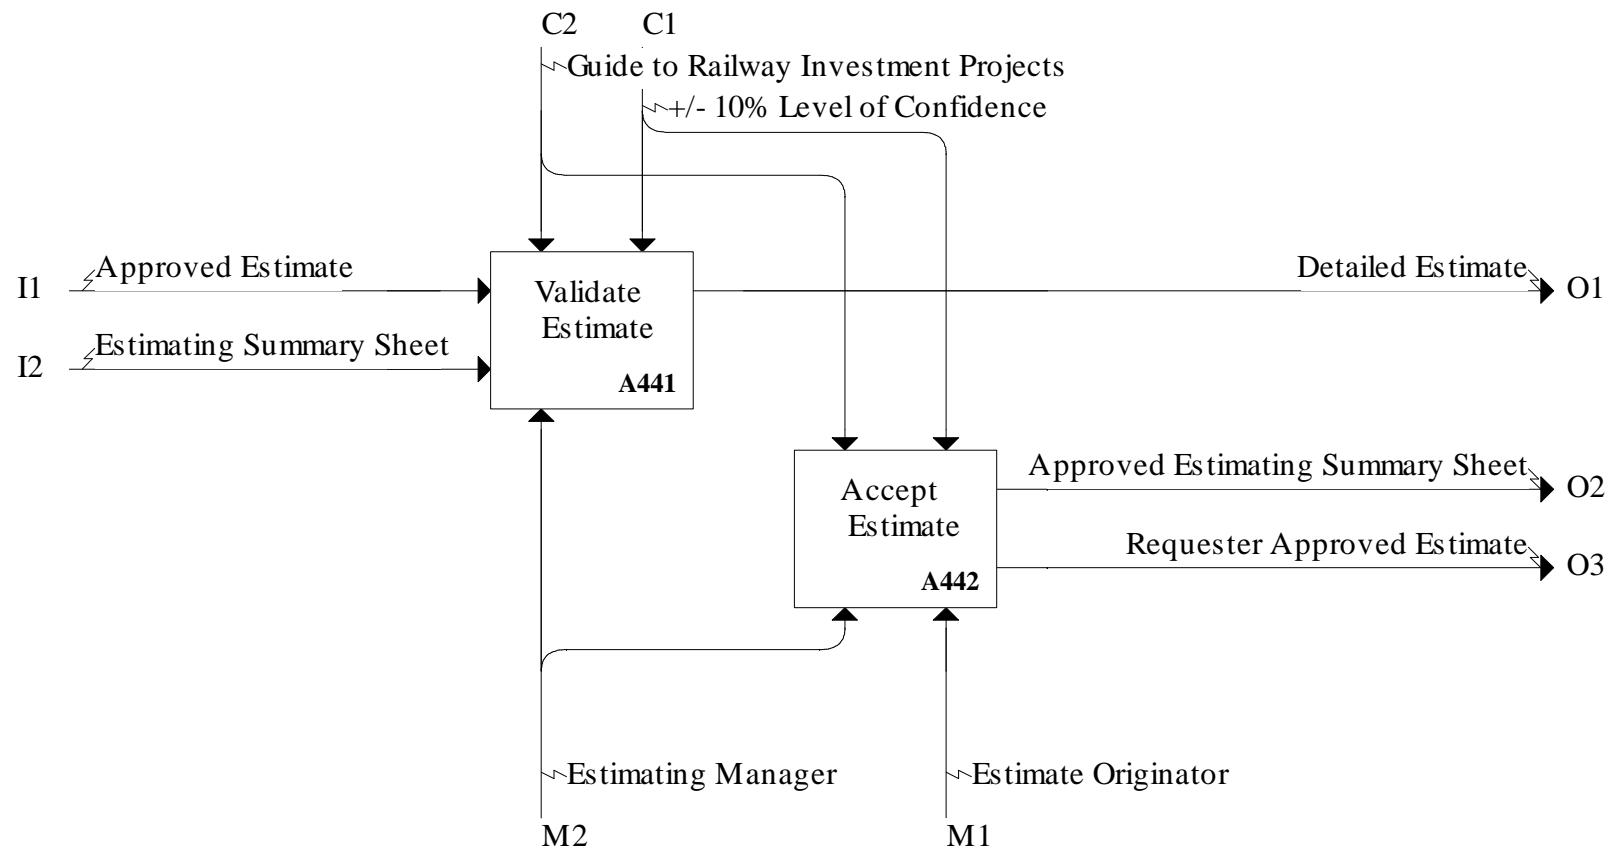 C2
C1
Guide to Railway Investment Projects
+/- 10% Level of Confidence
I1
Approved Estimate
Detailed Estimate
O1
Validate
Estimate
I2
Estimating Summary Sheet
A441
Approved Estimating Summary Sheet
O2
Accept
Estimate
Requester Approved Estimate
O3
A442
Estimating Manager
Estimate Originator
M2
M1